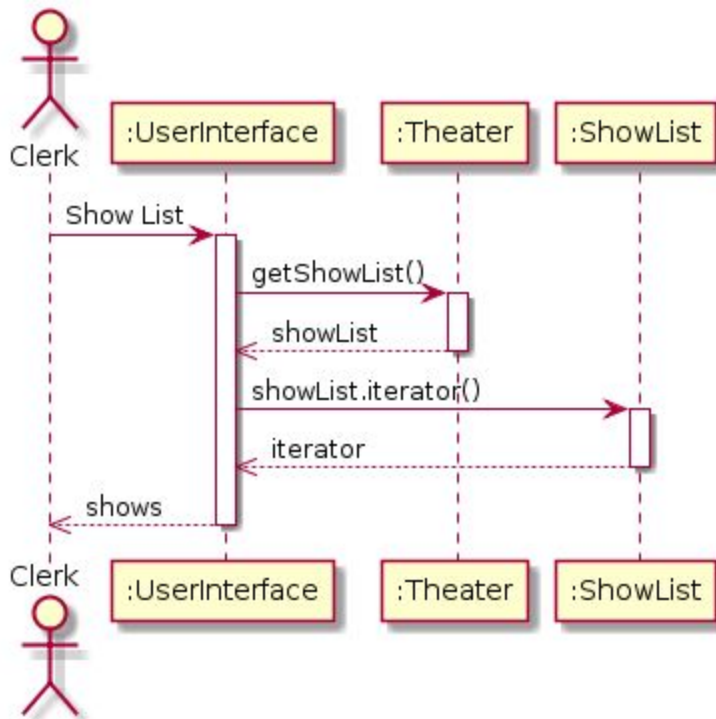 Clerk
:UserInterface
:Theater
:ShowList
Show List
getShowList()
showList
showList.iterator()
iterator
shows
Clerk
:UserInterface
:Theater
:ShowList